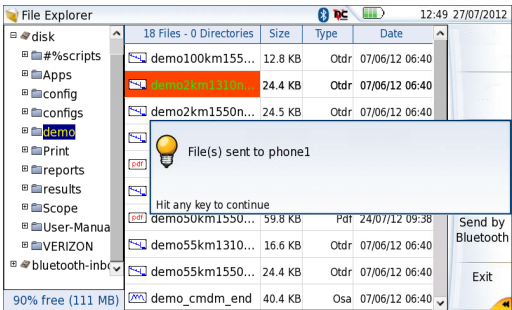 File Explorer 12:49 27/07/2012
disk
#%scripts
Apps
config
configs
demo
Print
reports
results
Scope
User-Manua
VERIZON
bluetooth-inbo
90% free (111 MB)
18 Files - 0 Directories Size Type Date
demo100km155... 12.8 KB Otdr 07/06/12 06:40
demo2km1310n... 24.4 KB Otdr 07/06/12 06:40
demo2km1550n... 24.5 KB Otdr 07/06/12 06:40
pdf
File(s) sent to phone1
Hit any key to continue
pdf demo50km1550... 59.8 KB Pdf 24/07/12 09:38
demo55km1310... 16.6 KB Otdr 07/06/12 06:40
demo55km1550... 24.4 KB Otdr 07/06/12 06:40
demo_cmdm_end 40.4 KB Osa 07/06/12 06:40
Send by
Bluetooth
Exit